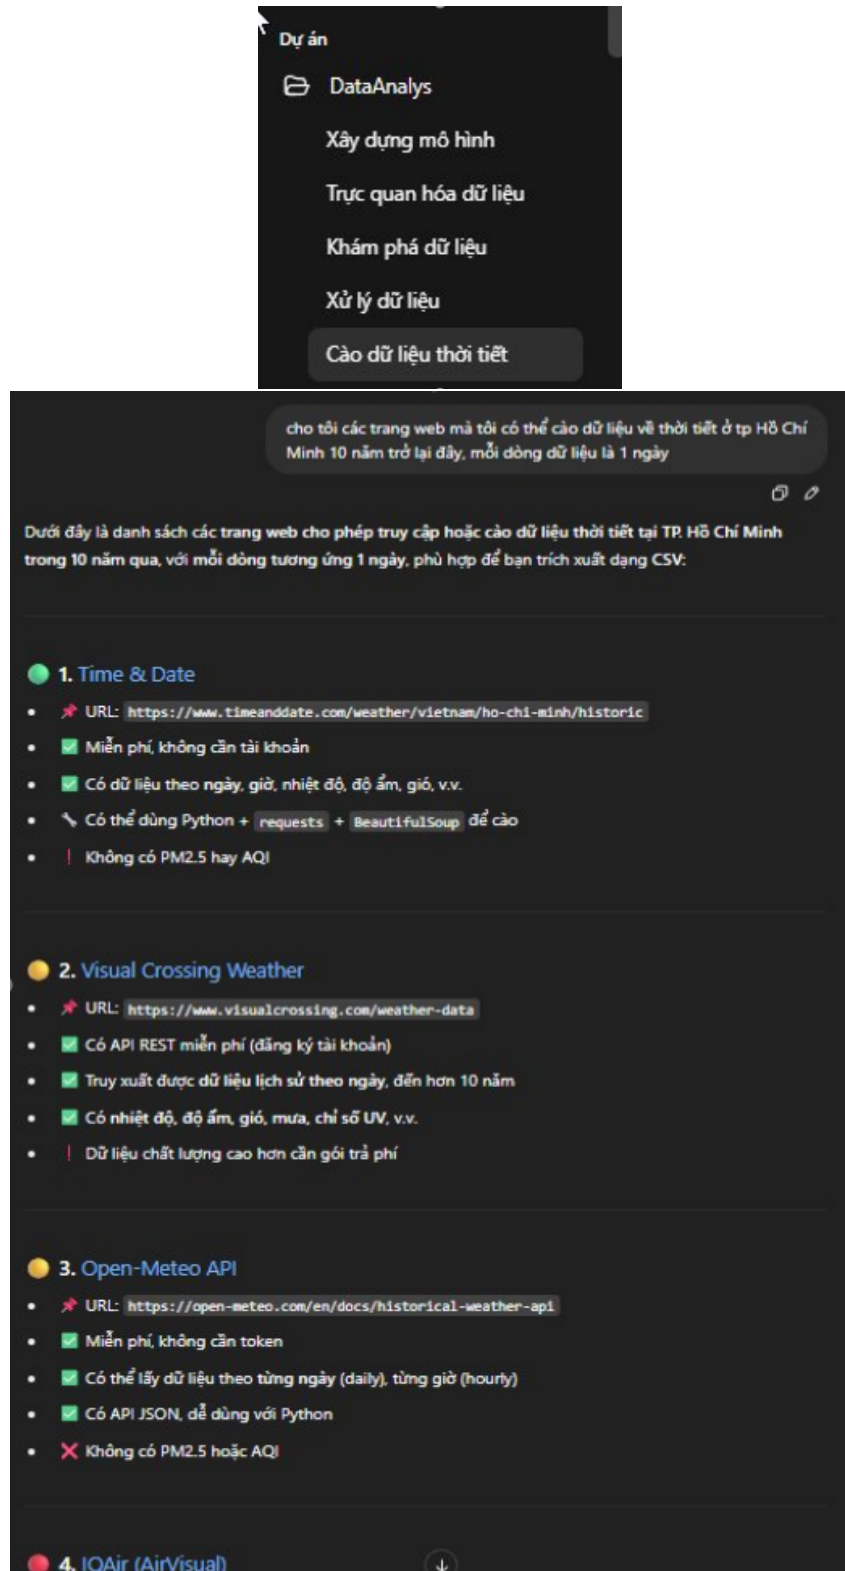 Dự án
DataAnalys
Xây dựng mô hình
Trực quan hóa dữ liệu
Khám phá dữ liệu
Xử lý dữ liệu
Cào dữ liệu thời tiết
cho tôi các trang web mà tôi có thể cào dữ liệu về thời tiết ở tp Hồ Chí
Minh 10 năm trở lại đây, mỗi dòng dữ liệu là 1 ngày
Dưới đây là danh sách các trang web cho phép truy cập hoặc cào dữ liệu thời tiết tại TP. Hồ Chí Minh
trong 10 năm qua, với mỗi dòng tương ứng 1 ngày, phù hợp để bạn trích xuất dạng CSV:
1. Time & Date
URL: https://www.timeanddate.com/weather/vietnam/ho-chi-minh/historic
Miễn phí, không cần tài khoản
Có dữ liệu theo ngày, giờ, nhiệt độ, độ ẩm, gió, v.v.
Có thể dùng Python + requests + BeautifulSoup để cào
Không có PM2.5 hay AQI
2. Visual Crossing Weather
URL: https://www.visualcrossing.com/weather-data
Có API REST miễn phí (đăng ký tài khoản)
Truy xuất được dữ liệu lịch sử theo ngày, đến hơn 10 năm
Có nhiệt độ, độ ẩm, gió, mưa, chỉ số UV, v.v.
Dữ liệu chất lượng cao hơn cần gói trả phí
3. Open-Meteo API
URL: https://open-meteo.com/en/docs/historical-weather-api
Miễn phí, không cần token
Có thể lấy dữ liệu theo từng ngày (daily), từng giờ (hourly)
Có API JSON, dễ dùng với Python
Không có PM2.5 hoặc AQI
4. IQAir (AirVisual)